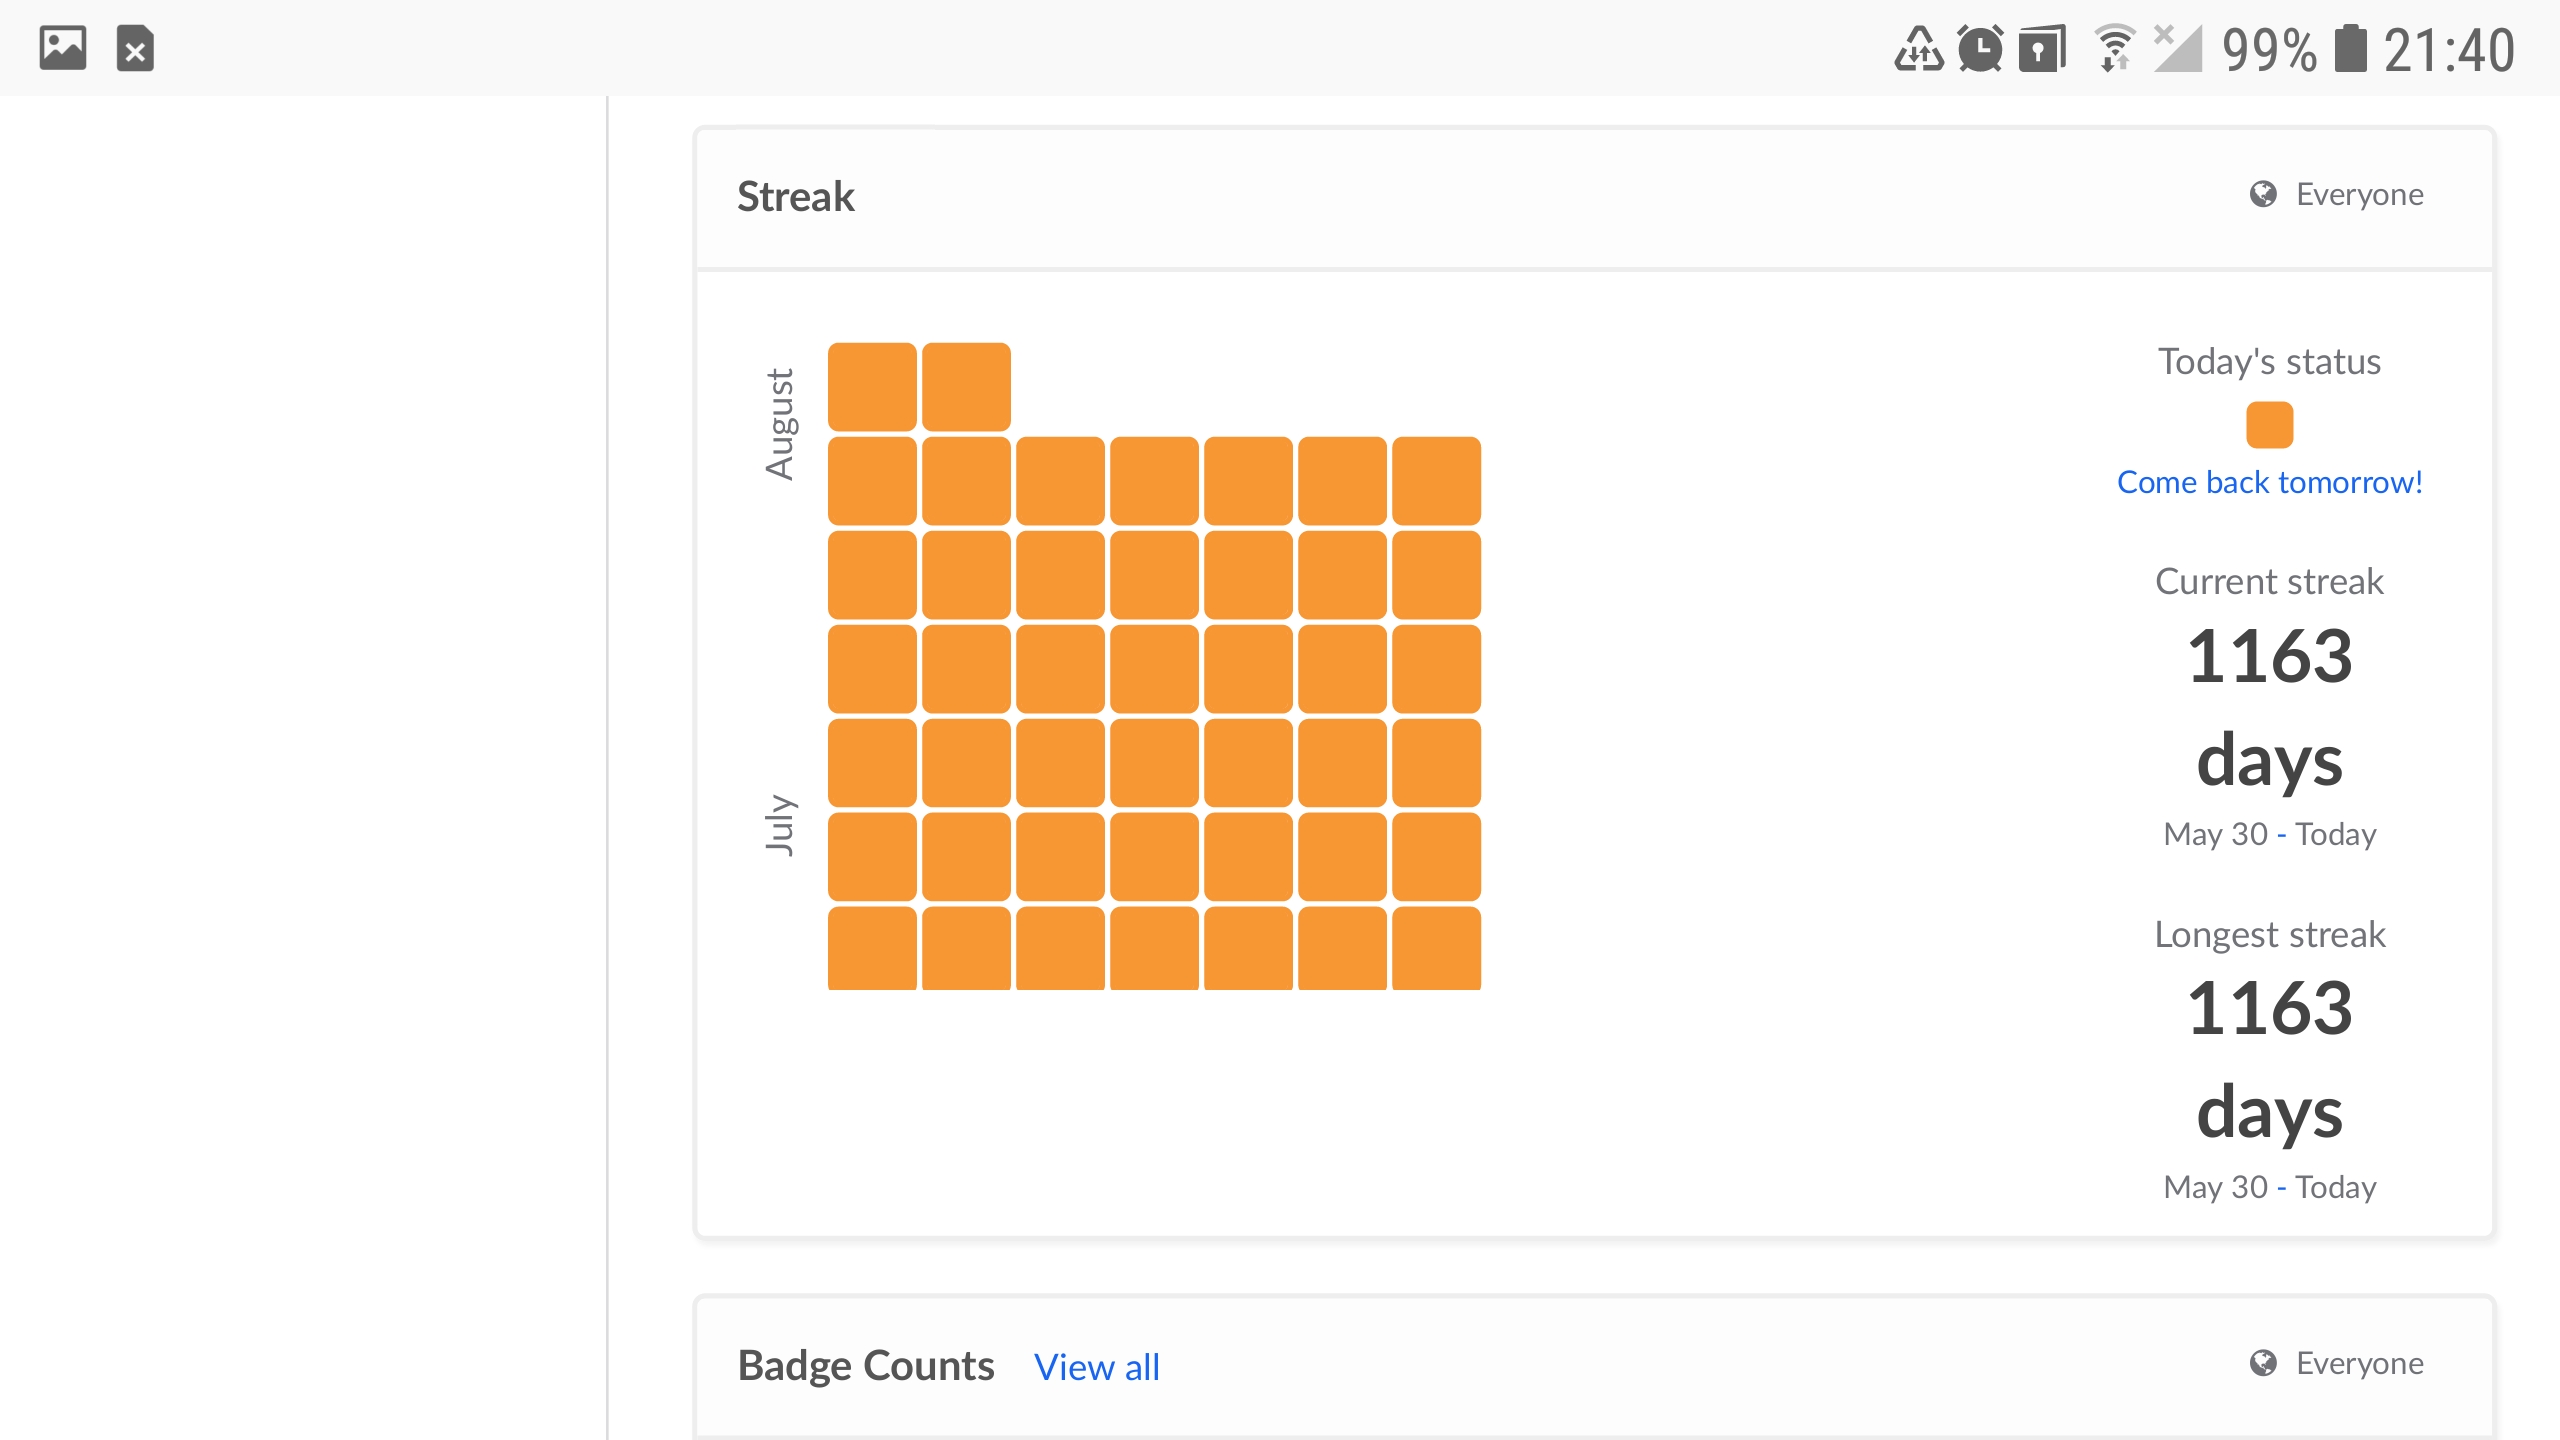 99% 21:40
Streak
Everyone
August
July
Today's status
Come back tomorrow!
Current streak
1163
days
May 30 - Today
Longest streak
1163
days
May 30 - Today
Badge Counts View all
Everyone